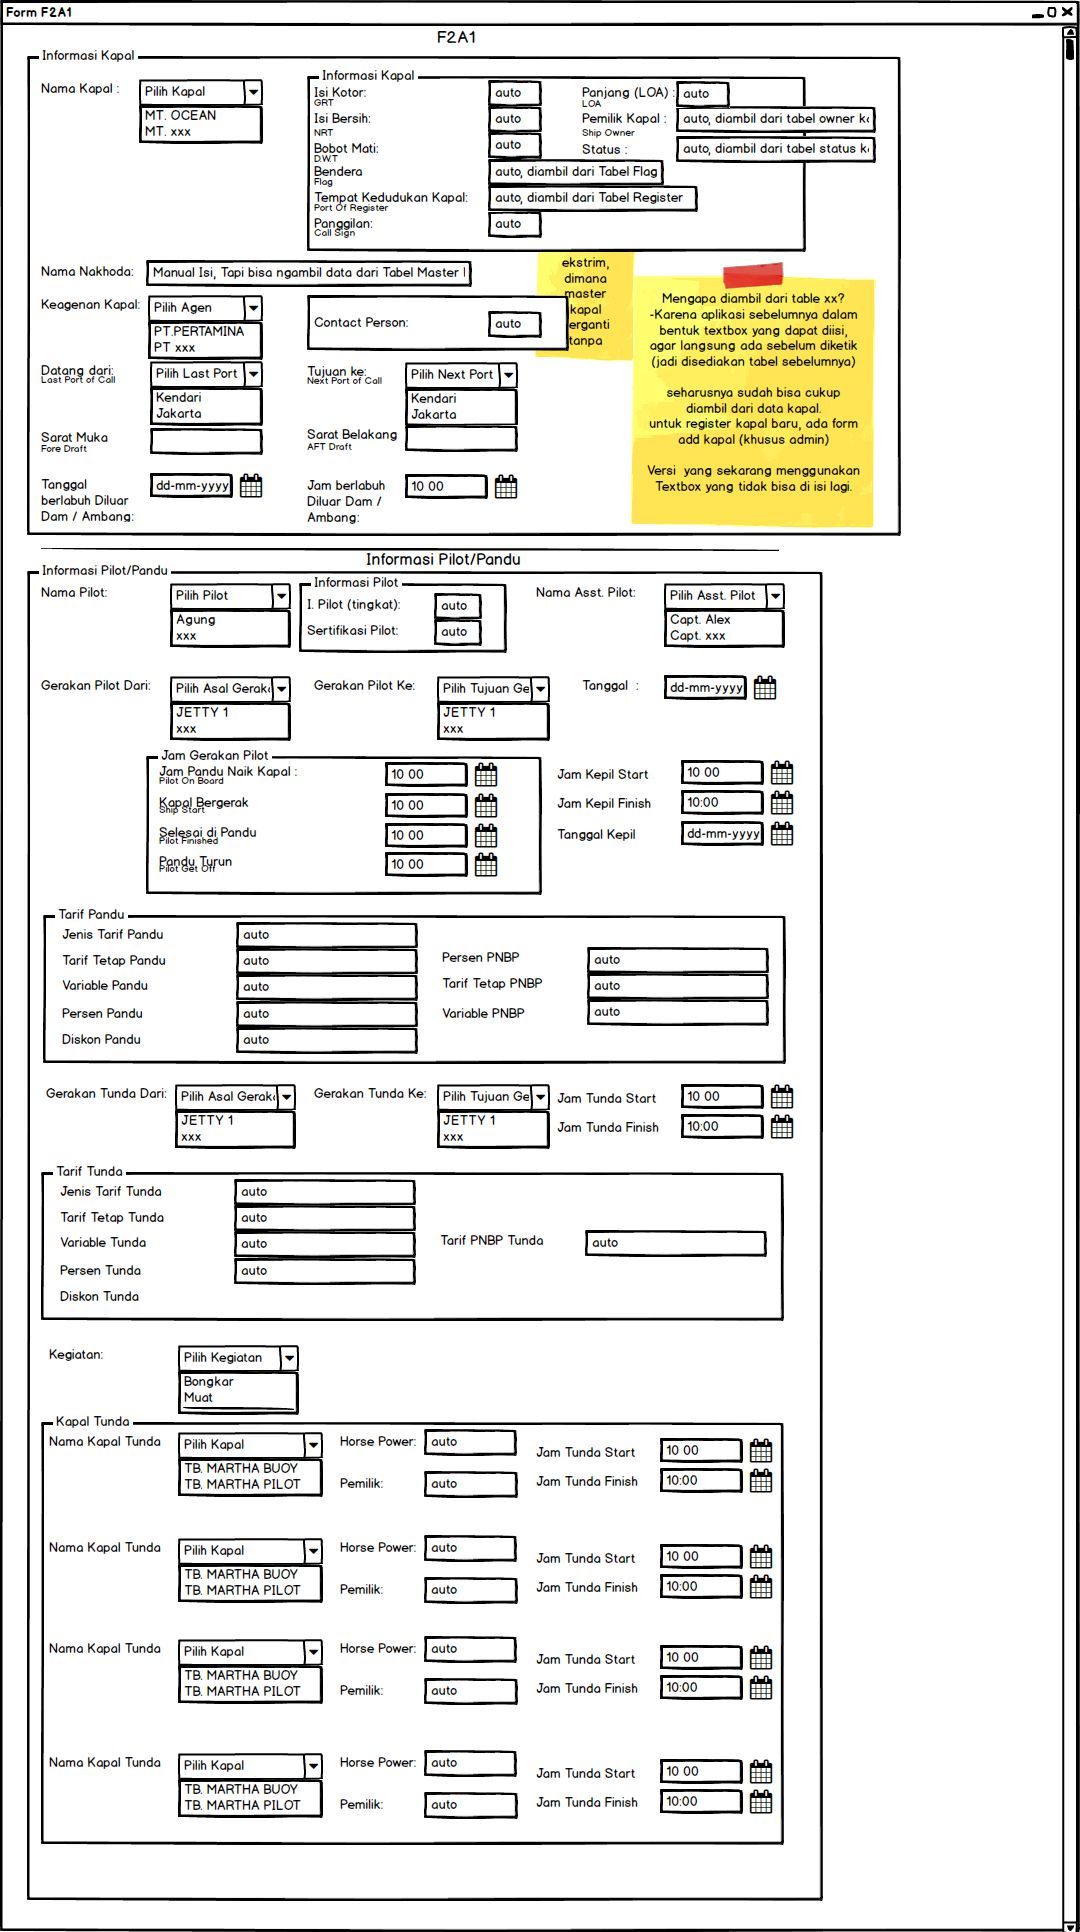 Form F2A1
F2A1
Informasi Kapal
Nama Kapal :
Pilih Kapal
MT. OCEAN
MT. xxx
Informasi Kapal
Isi Kotor:
GRT
auto
Panjang (LOA) :
LOA
auto
Isi Bersih:
NRT
auto
Pemilik Kapal :
Ship Owner
auto, diambil dari tabel owner k
Bobot Mati:
D.W.T
auto
Status :
auto, diambil dari tabel status k
Bendera
Flag
auto, diambil dari Tabel Flag
Tempat Kedudukan Kapal:
Port Of Register
auto, diambil dari Tabel Register
Panggilan:
Call Sign
auto
Nama Nakhoda:
Manual Isi, Tapi bisa ngambil data dari Tabel Master
ekstrim,
dimana
master
kapal
erganti
tanpa
Mengapa diambil dari table xx?
-Karena aplikasi sebelumnya dalam
bentuk textbox yang dapat diisi,
agar langsung ada sebelum diketik
(jadi disediakan tabel sebelumnya)
seharusnya sudah bisa cukup
diambil dari data kapal.
untuk register kapal baru, ada form
add kapal (khusus admin)
Versi yang sekarang menggunakan
Textbox yang tidak bisa di isi lagi.
Keagenan Kapal:
Pilih Agen
PT.PERTAMINA
PT xxx
Contact Person:
auto
Datang dari:
Last Port of Call
Pilih Last Port
Kendari
Jakarta
Tujuan ke:
Next Port of Call
Pilih Next Port
Kendari
Jakarta
Sarat Muka
Fore Draft
Sarat Belakang
AFT Draft
Tanggal
berlabuh Diluar
Dam / Ambang:
dd-mm-yyyy
Jam berlabuh
Diluar Dam /
Ambang:
10 00
Informasi Pilot/Pandu
Informasi Pilot/Pandu
Nama Pilot:
Pilih Pilot
Agung
xxx
Informasi Pilot
I. Pilot (tingkat):
auto
Sertifikasi Pilot:
auto
Nama Asst. Pilot:
Pilih Asst. Pilot
Capt. Alex
Capt. xxx
Gerakan Pilot Dari:
Pilih Asal Gerak
JETTY 1
xxx
Gerakan Pilot Ke:
Pilih Tujuan Ge
JETTY 1
xxx
Tanggal :
dd-mm-yyyy
Jam Gerakan Pilot
Jam Pandu Naik Kapal :
Pilot On Board
10 00
Kapal Bergerak
Ship Start
10 00
Selesai di Pandu
Pilot Finished
10 00
Pandu Turun
Pilot Get Off
10 00
Jam Kepil Start
10 00
Jam Kepil Finish
10:00
Tanggal Kepil
dd-mm-yyyy
Tarif Pandu
Jenis Tarif Pandu
auto
Tarif Tetap Pandu
auto
Persen PNBP
auto
Variable Pandu
auto
Tarif Tetap PNBP
auto
Persen Pandu
auto
Variable PNBP
auto
Diskon Pandu
auto
Gerakan Tunda Dari:
Pilih Asal Gerak
JETTY 1
xxx
Gerakan Tunda Ke:
Pilih Tujuan Ge
JETTY 1
xxx
Jam Tunda Start
10 00
Jam Tunda Finish
10:00
Tarif Tunda
Jenis Tarif Tunda
auto
Tarif Tetap Tunda
auto
Variable Tunda
auto
Tarif PNBP Tunda
auto
Persen Tunda
auto
Diskon Tunda
Kegiatan:
Pilih Kegiatan
Bongkar
Muat
Kapal Tunda
Nama Kapal Tunda
Pilih Kapal
TB. MARTHA BUOY
TB. MARTHA PILOT
Horse Power:
auto
Pemilik:
auto
Jam Tunda Start
10 00
Jam Tunda Finish
10:00
Nama Kapal Tunda
Pilih Kapal
TB. MARTHA BUOY
TB. MARTHA PILOT
Horse Power:
auto
Pemilik:
auto
Jam Tunda Start
10 00
Jam Tunda Finish
10:00
Nama Kapal Tunda
Pilih Kapal
TB. MARTHA BUOY
TB. MARTHA PILOT
Horse Power:
auto
Pemilik:
auto
Jam Tunda Start
10 00
Jam Tunda Finish
10:00
Nama Kapal Tunda
Pilih Kapal
TB. MARTHA BUOY
TB. MARTHA PILOT
Horse Power:
auto
Pemilik:
auto
Jam Tunda Start
10 00
Jam Tunda Finish
10:00